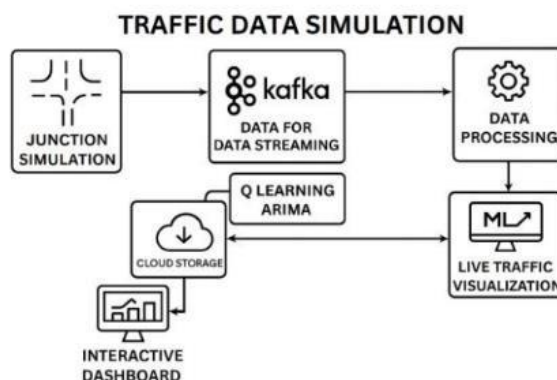 TRAFFIC DATA SIMULATION
JUNCTION
SIMULATION
kafka
DATA FOR
DATA STREAMING
DATA
PROCESSING
Q LEARNING
ARIMA
CLOUD STORAGE
ML
LIVE TRAFFIC
VISUALIZATION
INTERACTIVE
DASHBOARD